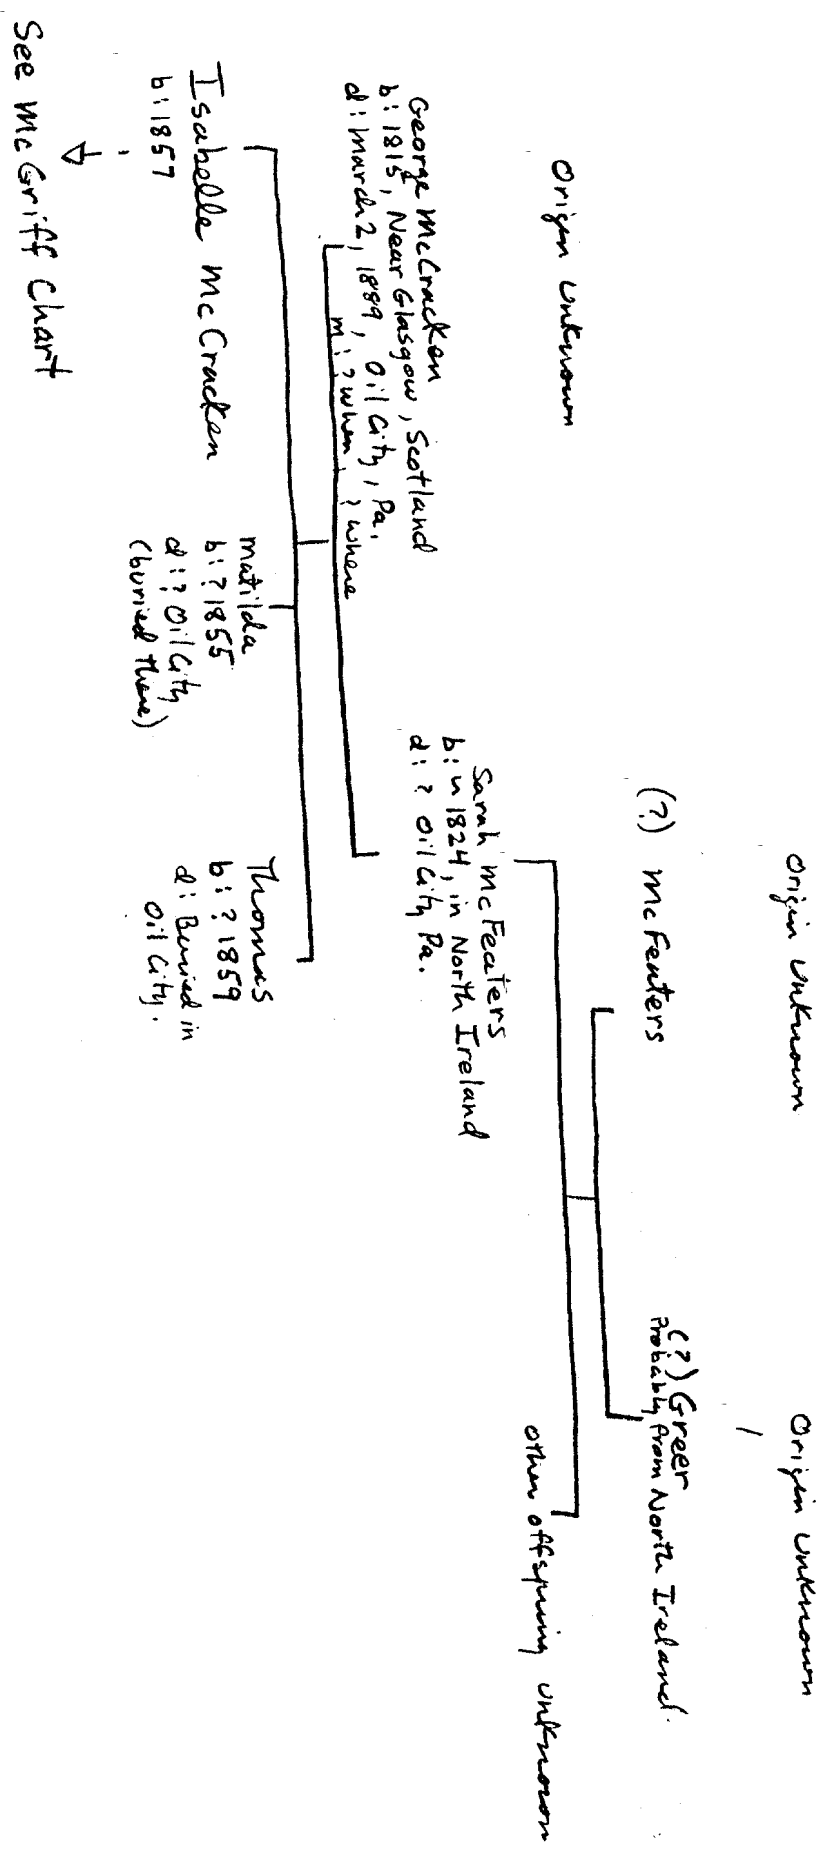 Origin unknown
Origin unknown
Origin unknown
(?) McFeaters
(?) Greer
Probably from North Ireland.
George McCracken
b: 1815, Near Glasgow, Scotland
d: March 2, 1889, Oil City, Pa.
m: ? when, ? where
Sarah McFeaters
b: ~ 1824, in North Ireland
d: ? Oil City Pa.
other offspring unknown
Isabelle McCracken
b: 1857
Matilda
b: ? 1855
d: ? Oil City
(buried there)
Thomas
b: ? 1859
d: Buried in
Oil City.
See McGriff Chart